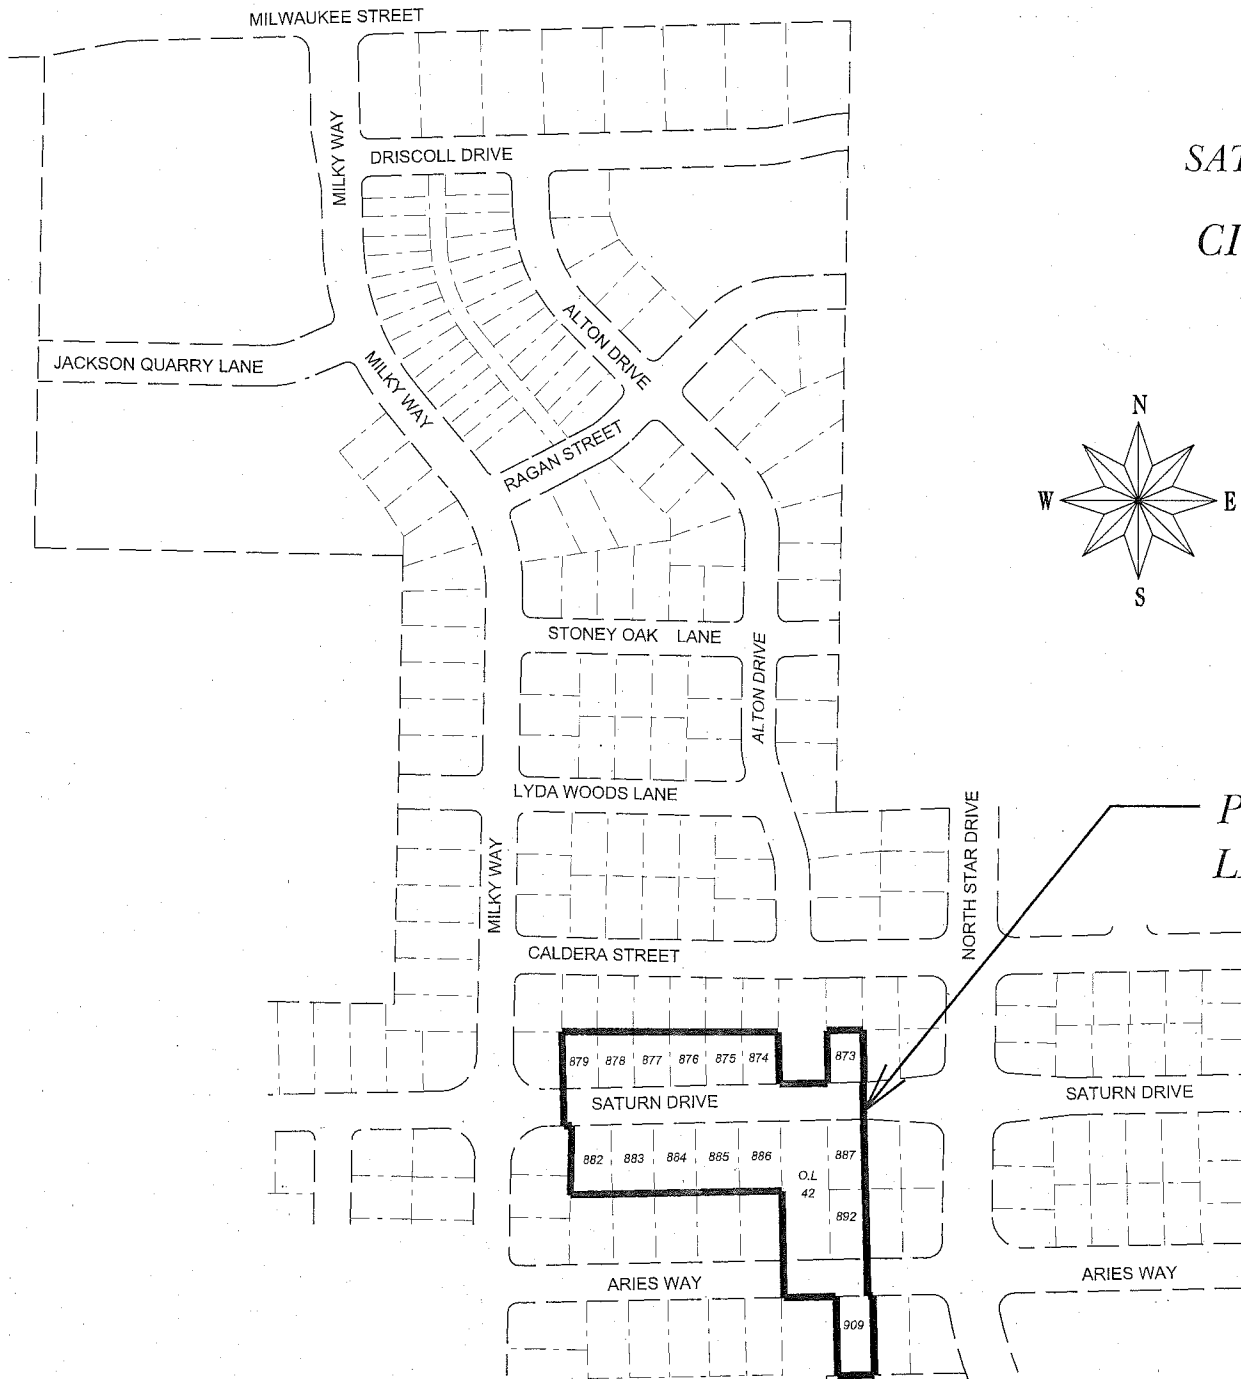 MILWAUKEE STREET
MILKY WAY
DRISCOLL DRIVE
SAT
CI
ALTON DRIVE
JACKSON QUARRY LANE
MILKY WAY
RAGAN STREET
N
W E
S
STONEY OAK LANE
ALTON DRIVE
LYDA WOODS LANE
NORTH STAR DRIVE
P
L
MILKY WAY
CALDERA STREET
879 878 877 876 875 874 873
SATURN DRIVE
SATURN DRIVE
882 883 884 885 886 887
O.L
42
892
ARIES WAY
ARIES WAY
909